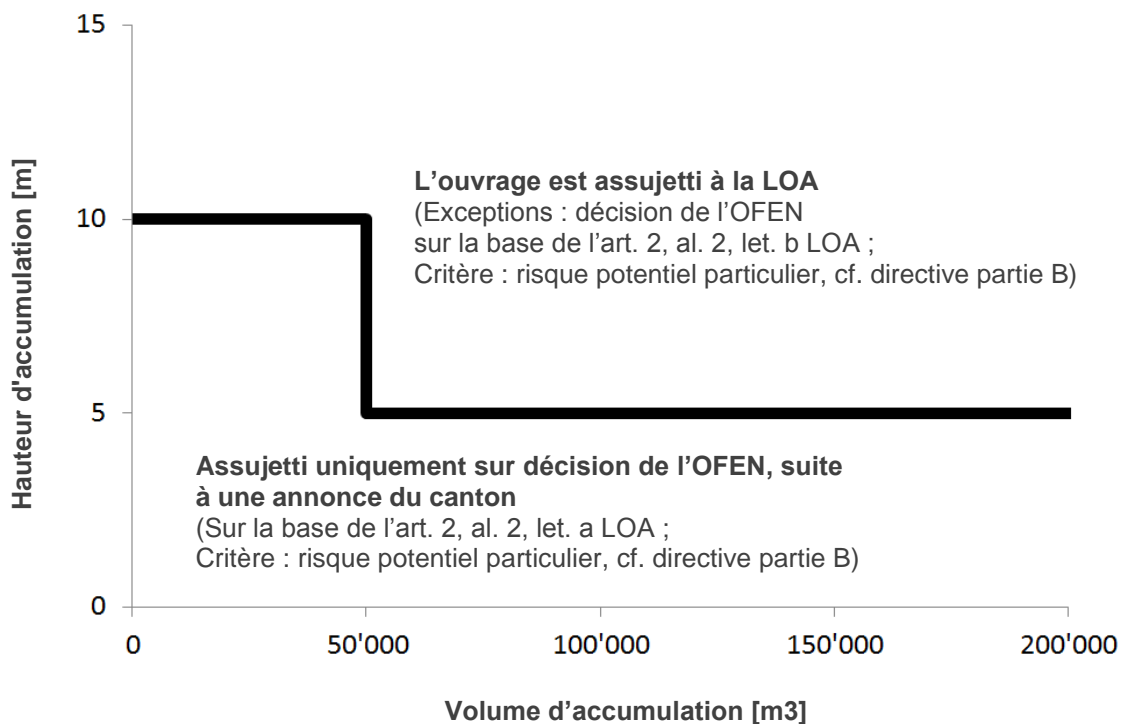 15
L'ouvrage est assujetti à la LOA
(Exceptions : décision de l'OFEN
sur la base de l'art. 2, al. 2, let. b LOA ;
Critère : risque potentiel particulier, cf. directive partie B)
10
Hauteur d'accumulation [m]
5
Assujetti uniquement sur décision de l'OFEN, suite
à une annonce du canton
(Sur la base de l'art. 2, al. 2, let. a LOA ;
Critère : risque potentiel particulier, cf. directive partie B)
0
0 50'000 100'000 150'000 200'000
Volume d'accumulation [m3]